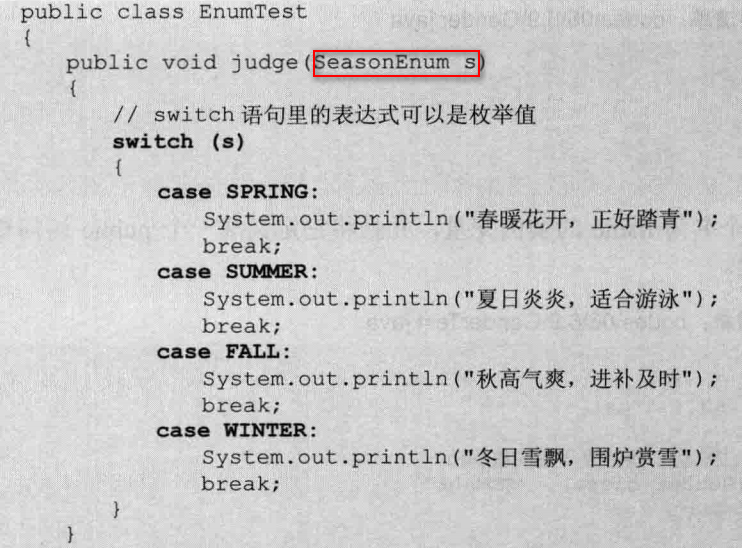 public class EnumTest
{
public void judge(SeasonEnum s)
{
// switch 语句里的表达式可以是枚举值
switch (s)
{
case SPRING:
System.out.println("春暖花开，正好踏青");
break;
case SUMMER:
System.out.println("夏日炎炎，适合游泳");
break;
case FALL:
System.out.println("秋高气爽，进补及时");
break;
case WINTER:
System.out.println("冬日雪飘，围炉赏雪");
break;
}
}